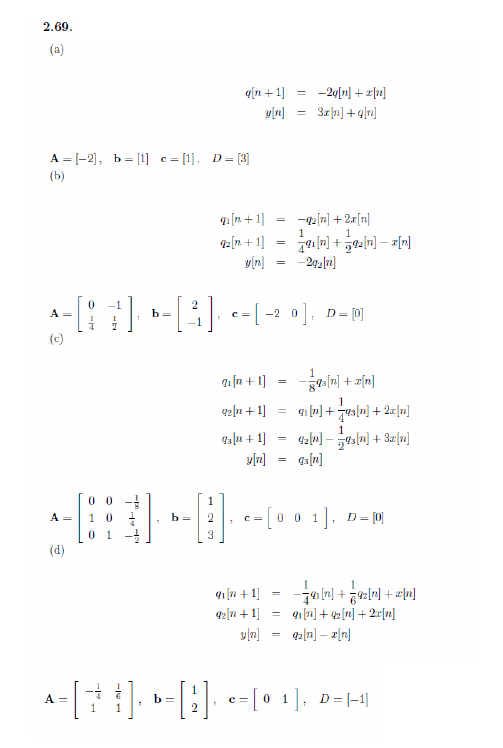 2.69.
(a)
q[n + 1] = −2q[n] + x[n]
y[n] = 3x[n] + q[n]
A = [−2], b = [1] c = [1], D = [3]
(b)
q₁[n + 1] = −q₂[n] + 2x[n]
q₂[n + 1] = 1/4 q₁[n] + 1/2 q₂[n] − x[n]
y[n] = −2q₂[n]
A = [ 0 −1 ; 1/4 1/2 ], b = [ 2 ; −1 ], c = [ −2 0 ], D = [0]
(c)
q₁[n + 1] = −1/8 q₃[n] + x[n]
q₂[n + 1] = q₁[n] + 1/4 q₃[n] + 2x[n]
q₃[n + 1] = q₂[n] − 1/2 q₃[n] + 3x[n]
y[n] = q₃[n]
A = [ 0 0 −1/8 ; 1 0 1/4 ; 0 1 −1/2 ], b = [ 1 ; 2 ; 3 ], c = [ 0 0 1 ], D = [0]
(d)
q₁[n + 1] = −1/4 q₁[n] + 1/6 q₂[n] + x[n]
q₂[n + 1] = q₁[n] + q₂[n] + 2x[n]
y[n] = q₂[n] − x[n]
A = [ −1/4 1/6 ; 1 1 ], b = [ 1 ; 2 ], c = [ 0 1 ], D = [−1]